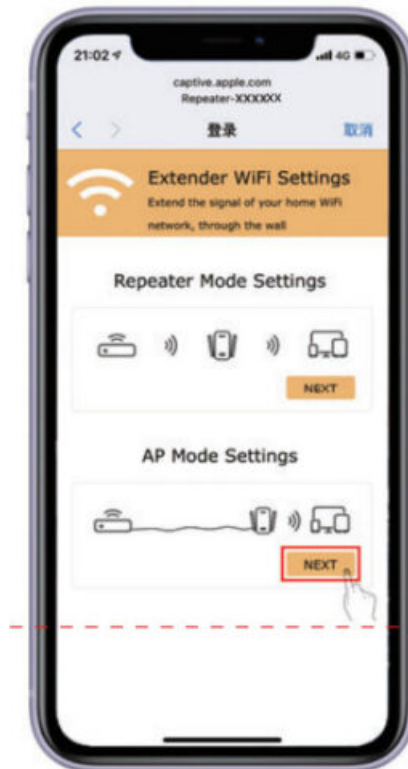 21:02
4G
captive.apple.com
Repeater-XXXXXX
登录
取消
Extender WiFi Settings
Extend the signal of your home WiFi
network, through the wall
Repeater Mode Settings
NEXT
AP Mode Settings
NEXT